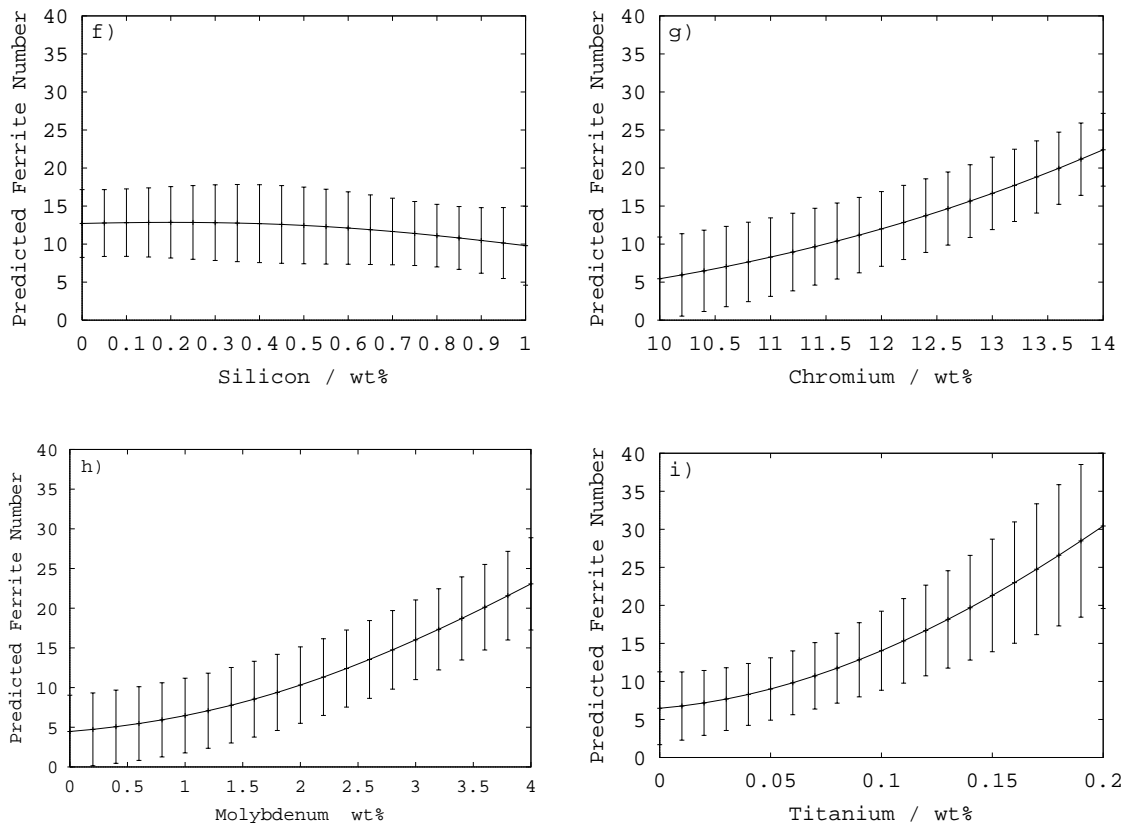 f)
Predicted Ferrite Number
40
35
30
25
20
15
10
5
0
0 0.1 0.2 0.3 0.4 0.5 0.6 0.7 0.8 0.9 1
Silicon / wt%
g)
Predicted Ferrite Number
40
35
30
25
20
15
10
5
0
10 10.5 11 11.5 12 12.5 13 13.5 14
Chromium / wt%
h)
Predicted Ferrite Number
40
35
30
25
20
15
10
5
0
0 0.5 1 1.5 2 2.5 3 3.5 4
Molybdenum wt%
i)
Predicted Ferrite Number
40
35
30
25
20
15
10
5
0
0 0.05 0.1 0.15 0.2
Titanium / wt%